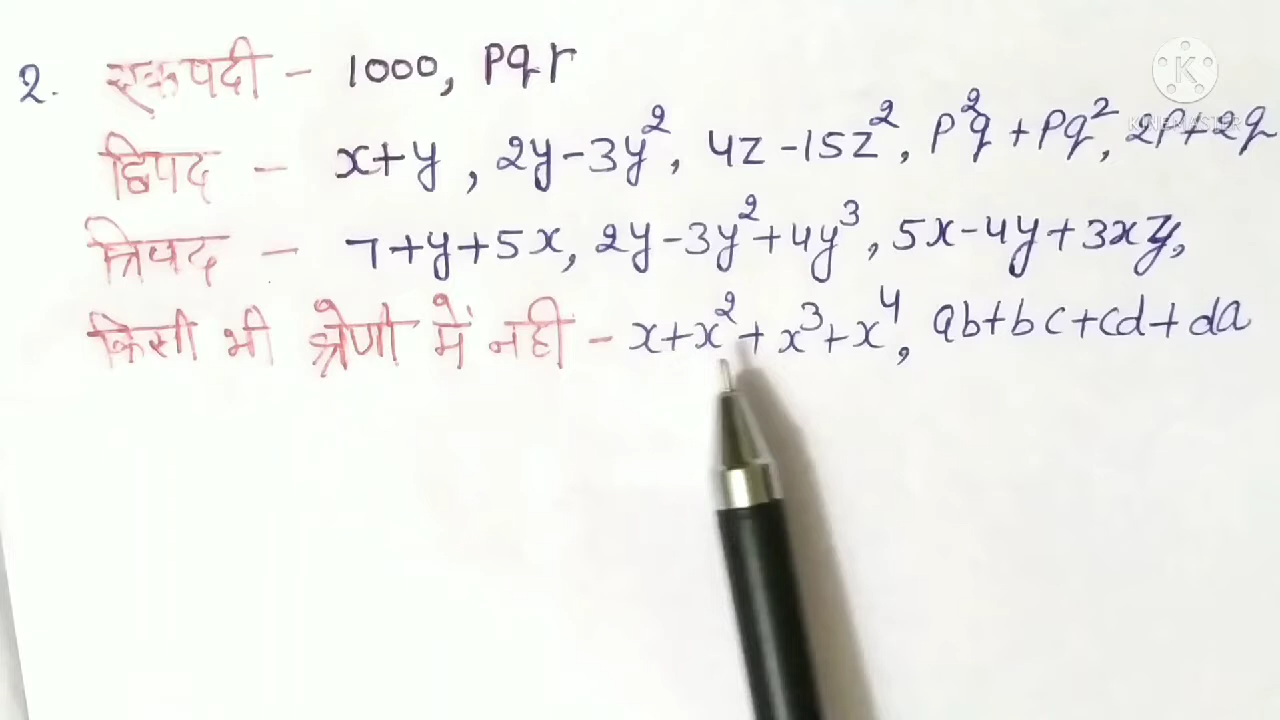 2. एकपदी - 1000, pqr
द्विपद - x+y, 2y-3y², 4z-15z², p²q+pq², 2p+2q
त्रिपद - 7+y+5x, 2y-3y²+4y³, 5x-4y+3xy,
किसी भी श्रेणी में नही - x+x²+x³+x⁴, ab+bc+cd+da
K
KINEMASTER